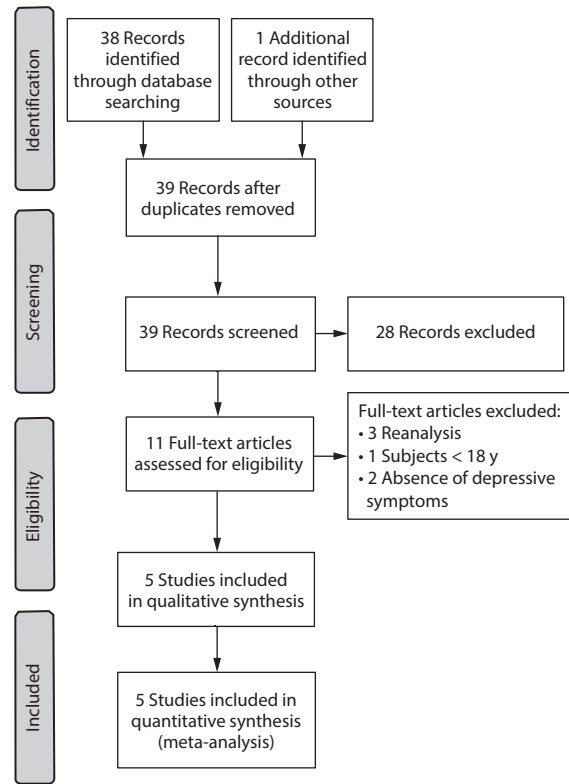 Identification
38 Records
identified
through database
searching
1 Additional
record identified
through other
sources
39 Records after
duplicates removed
Screening
39 Records screened
28 Records excluded
Eligibility
11 Full-text articles
assessed for eligibility
Full-text articles excluded:
• 3 Reanalysis
• 1 Subjects < 18 y
• 2 Absence of depressive
symptoms
5 Studies included
in qualitative synthesis
Included
5 Studies included in
quantitative synthesis
(meta-analysis)